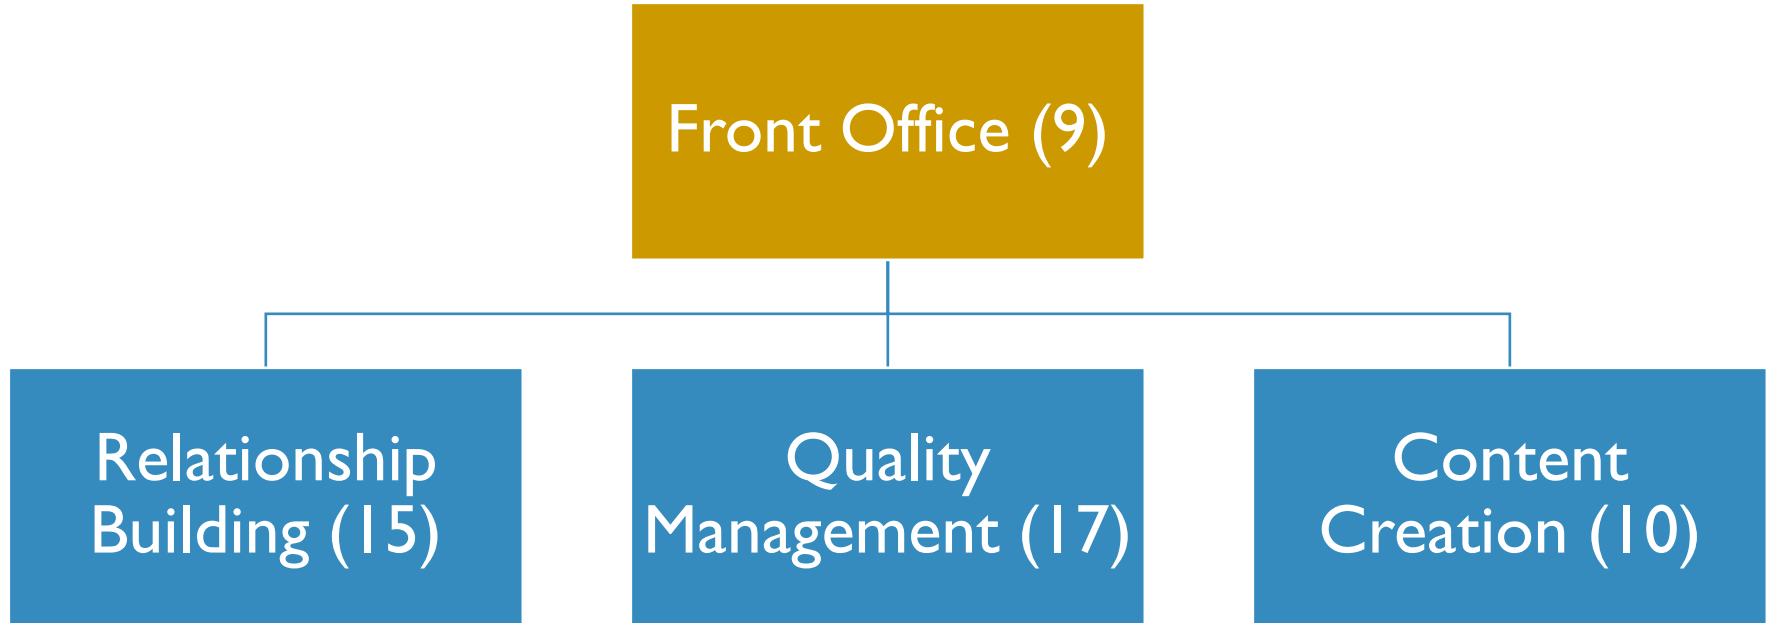 Front Office (9)
Relationship
Building (15)
Quality
Management (17)
Content
Creation (10)